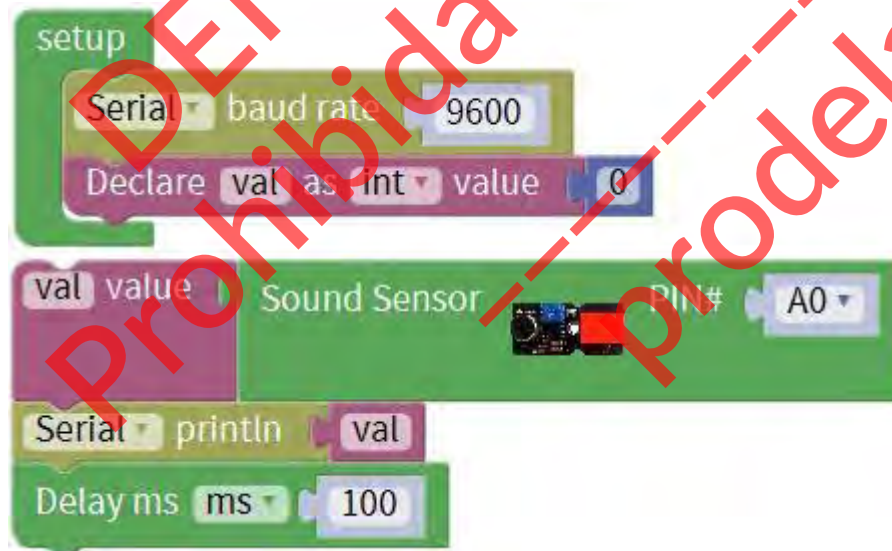 setup
Serial baud rate 9600
Declare val as int value 0
val value Sound Sensor PIN# A0
Serial println val
Delay ms ms 100
Prohibida
prodela